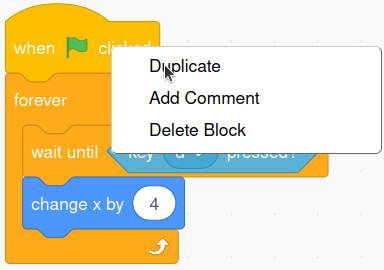 when clicked
Duplicate
forever
Add Comment
Delete Block
wait until key d pressed?
change x by 4